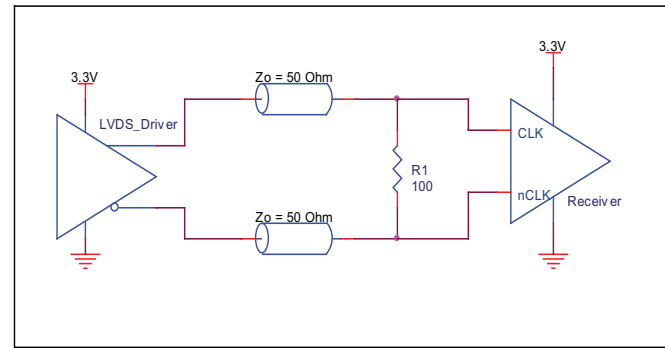 3.3V
LVDS_Driver
Zo = 50 Ohm
Zo = 50 Ohm
R1
100
3.3V
CLK
nCLK
Receiver